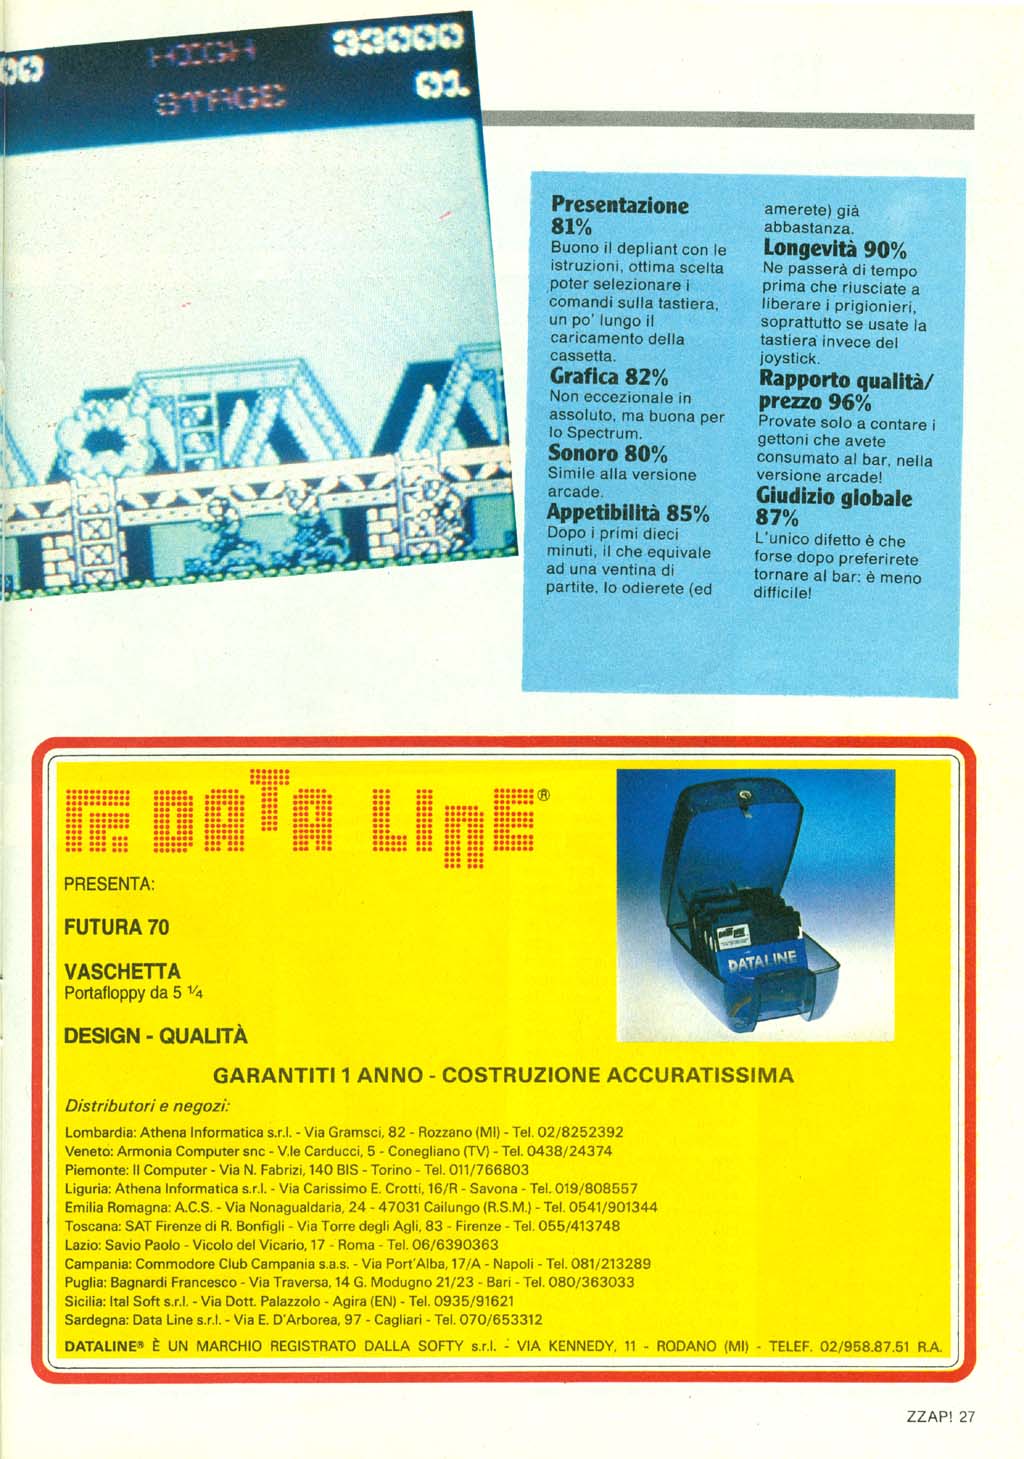 00 HIGH 33000
STAGE 01.
Presentazione
81%
Buono il depliant con le
istruzioni, ottima scelta
poter selezionare i
comandi sulla tastiera,
un po' lungo il
caricamento della
cassetta.
Grafica 82%
Non eccezionale in
assoluto, ma buona per
lo Spectrum.
Sonoro 80%
Simile alla versione
arcade.
Appetibilità 85%
Dopo i primi dieci
minuti, il che equivale
ad una ventina di
partite, lo odierete (ed
amerete) già
abbastanza.
Longevità 90%
Ne passerà di tempo
prima che riusciate a
liberare i prigionieri,
soprattutto se usate la
tastiera invece del
joystick.
Rapporto qualità/
prezzo 96%
Provate solo a contare i
gettoni che avete
consumato al bar, nella
versione arcade!
Giudizio globale
87%
L'unico difetto è che
forse dopo preferirete
tornare al bar: è meno
difficile!
DATA LINE®
PRESENTA:
FUTURA 70
VASCHETTA
Portafloppy da 5 1/4
DESIGN - QUALITÀ
DATALINE
GARANTITI 1 ANNO - COSTRUZIONE ACCURATISSIMA
Distributori e negozi:
Lombardia: Athena Informatica s.r.l. - Via Gramsci, 82 - Rozzano (MI) - Tel. 02/8252392
Veneto: Armonia Computer snc - V.le Carducci, 5 - Conegliano (TV) - Tel. 0438/24374
Piemonte: Il Computer - Via N. Fabrizi, 140 BIS - Torino - Tel. 011/766803
Liguria: Athena Informatica s.r.l. - Via Carissimo E. Crotti, 16/R - Savona - Tel. 019/808557
Emilia Romagna: A.C.S. - Via Nonagualdaria, 24 - 47031 Cailungo (R.S.M.) - Tel. 0541/901344
Toscana: SAT Firenze di R. Bonfigli - Via Torre degli Agli, 83 - Firenze - Tel. 055/413748
Lazio: Savio Paolo - Vicolo del Vicario, 17 - Roma - Tel. 06/6390363
Campania: Commodore Club Campania s.a.s. - Via Port'Alba, 17/A - Napoli - Tel. 081/213289
Puglia: Bagnardi Francesco - Via Traversa, 14 G. Modugno 21/23 - Bari - Tel. 080/363033
Sicilia: Ital Soft s.r.l. - Via Dott. Palazzolo - Agira (EN) - Tel. 0935/91621
Sardegna: Data Line s.r.l. - Via E. D'Arborea, 97 - Cagliari - Tel. 070/653312
DATALINE® È UN MARCHIO REGISTRATO DALLA SOFTY s.r.l. - VIA KENNEDY, 11 - RODANO (MI) - TELEF. 02/958.87.51 R.A.
ZZAP! 27